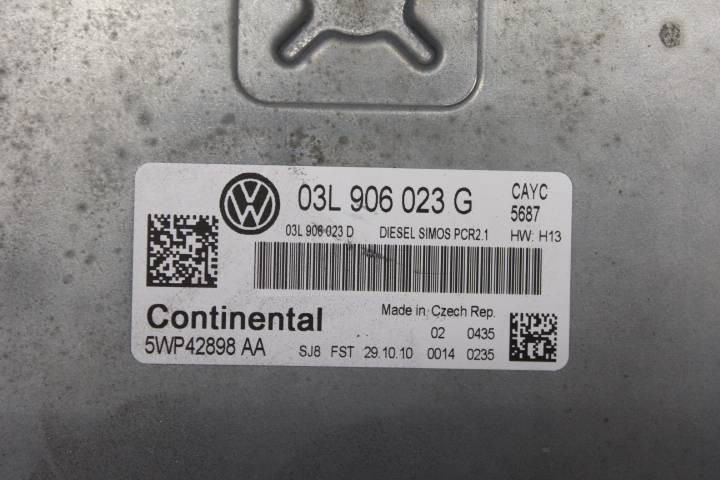 03L 906 023 G CAYC
5687
03L 906 023 D DIESEL SIMOS PCR2.1 HW: H13
Continental Made in Czech Rep.
02 0435
5WP42898 AA SJ8 FST 29.10.10 0014 0235